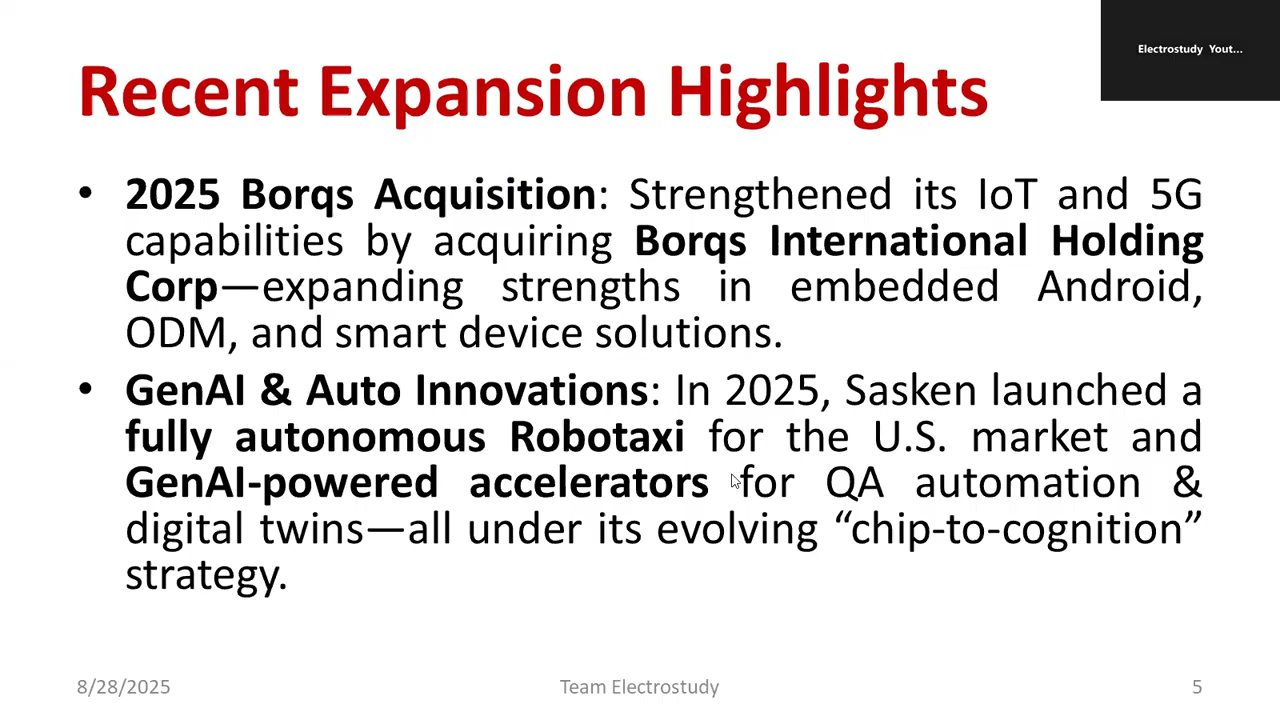 Electrostudy Yout...
Recent Expansion Highlights
• 2025 Borqs Acquisition: Strengthened its IoT and 5G
capabilities by acquiring Borqs International Holding
Corp—expanding strengths in embedded Android,
ODM, and smart device solutions.
• GenAI & Auto Innovations: In 2025, Sasken launched a
fully autonomous Robotaxi for the U.S. market and
GenAI-powered accelerators for QA automation &
digital twins—all under its evolving “chip-to-cognition”
strategy.
8/28/2025
Team Electrostudy
5